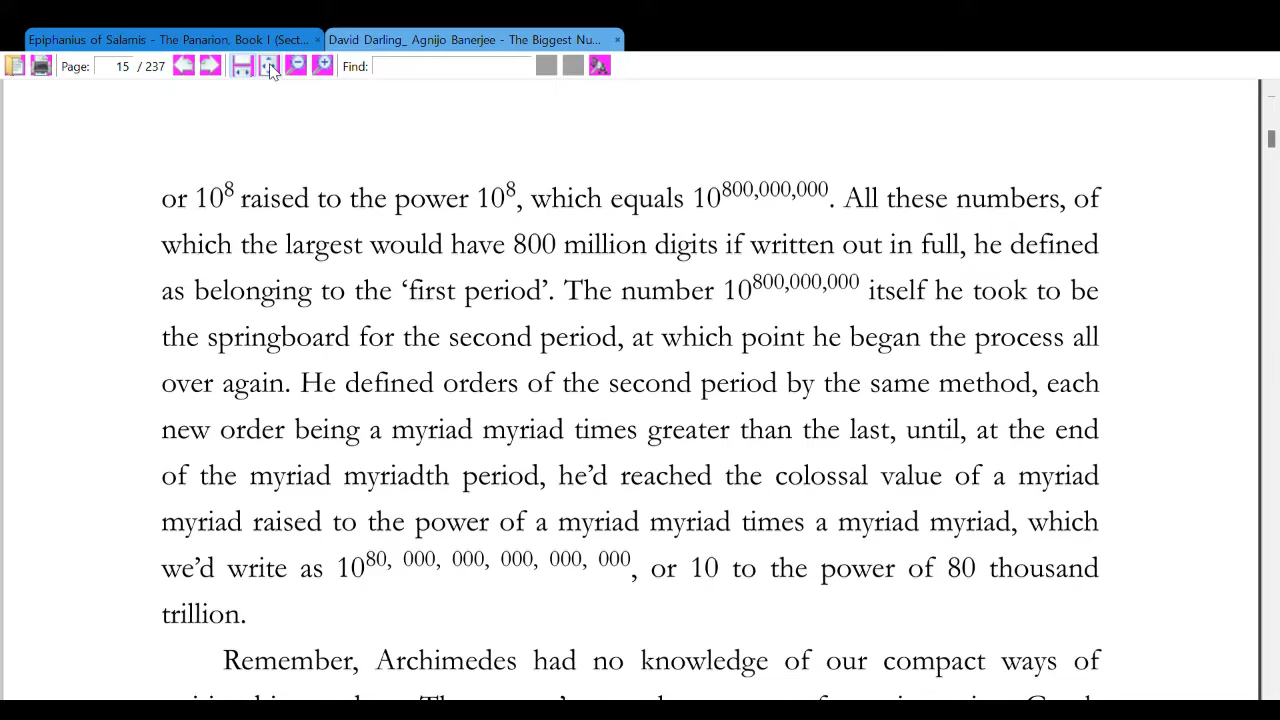 Epiphanius of Salamis - The Panarion, Book I (Sect... ×
David Darling_ Agnijo Banerjee - The Biggest Nu... ×
Page: 15 / 237 Find:
or 10⁸ raised to the power 10⁸, which equals 10⁸⁰⁰,⁰⁰⁰,⁰⁰⁰. All these numbers, of
which the largest would have 800 million digits if written out in full, he defined
as belonging to the ‘first period’. The number 10⁸⁰⁰,⁰⁰⁰,⁰⁰⁰ itself he took to be
the springboard for the second period, at which point he began the process all
over again. He defined orders of the second period by the same method, each
new order being a myriad myriad times greater than the last, until, at the end
of the myriad myriadth period, he’d reached the colossal value of a myriad
myriad raised to the power of a myriad myriad times a myriad myriad, which
we’d write as 10⁸⁰, ⁰⁰⁰, ⁰⁰⁰, ⁰⁰⁰, ⁰⁰⁰, ⁰⁰⁰, or 10 to the power of 80 thousand
trillion.
Remember, Archimedes had no knowledge of our compact ways of